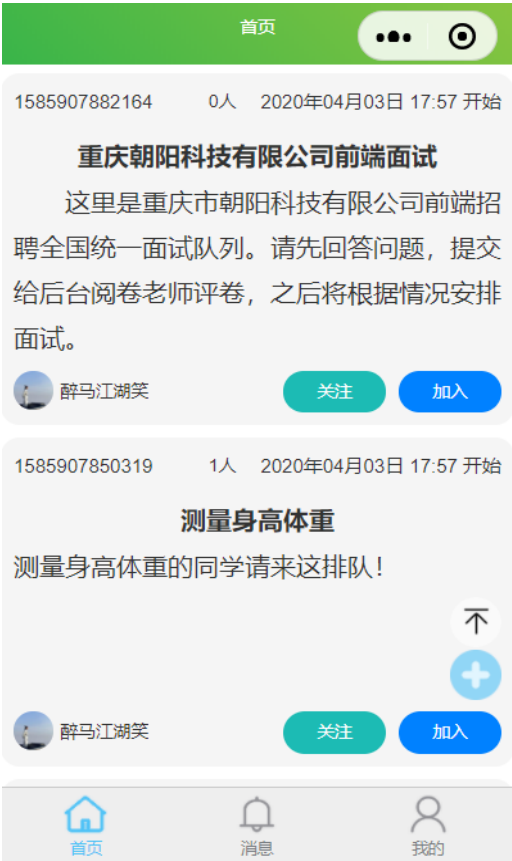 首页
1585907882164 0人 2020年04月03日 17:57 开始
重庆朝阳科技有限公司前端面试
这里是重庆市朝阳科技有限公司前端招
聘全国统一面试队列。请先回答问题，提交
给后台阅卷老师评卷，之后将根据情况安排
面试。
醉马江湖笑 关注 加入
1585907850319 1人 2020年04月03日 17:57 开始
测量身高体重
测量身高体重的同学请来这排队！
醉马江湖笑 关注 加入
首页 消息 我的